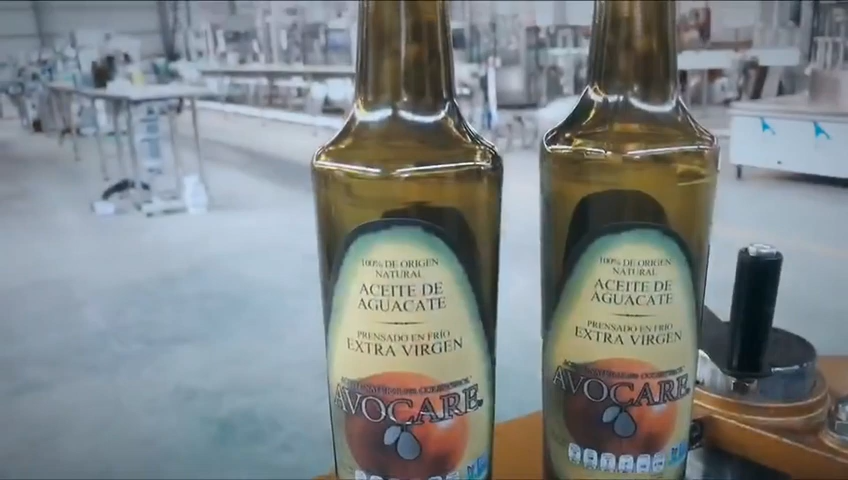 100% DE ORIGEN
NATURAL
ACEITE DE
AGUACATE
PRENSADO EN FRÍO
EXTRA VIRGEN
AVOCARE
100% DE ORIGEN
NATURAL
ACEITE DE
AGUACATE
PRENSADO EN FRÍO
EXTRA VIRGEN
AVOCARE